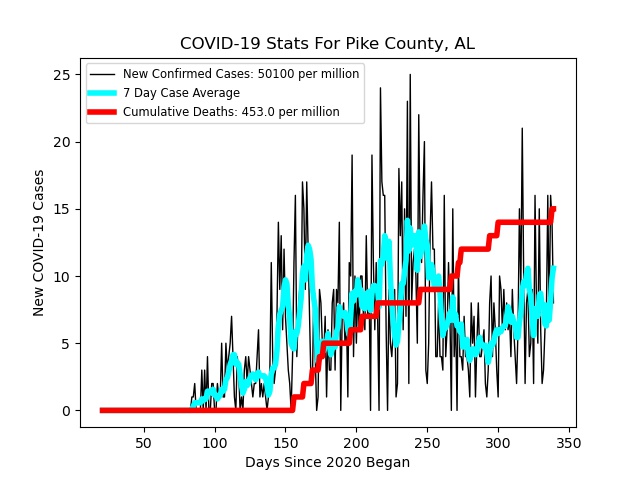 COVID-19 Stats For Pike County, AL
New Confirmed Cases: 50100 per million
7 Day Case Average
Cumulative Deaths: 453.0 per million
New COVID-19 Cases
25
20
15
10
5
0
50
100
150
200
250
300
350
Days Since 2020 Began